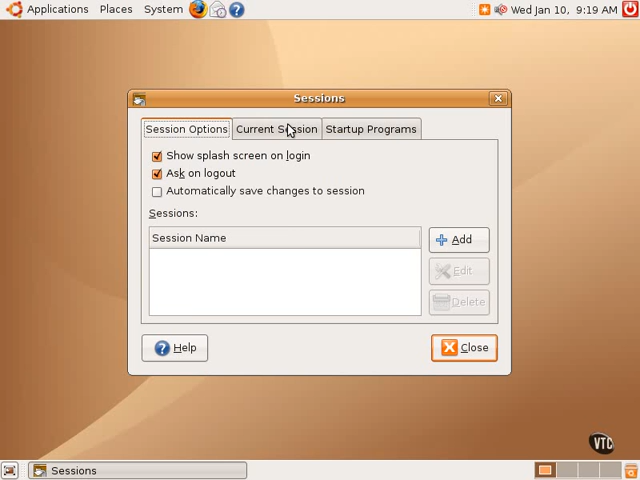 Applications Places System Wed Jan 10, 9:19 AM
Sessions
Session Options Current Session Startup Programs
Show splash screen on login
Ask on logout
Automatically save changes to session
Sessions:
Session Name
Add
Edit
Delete
Help Close
VTC
Sessions